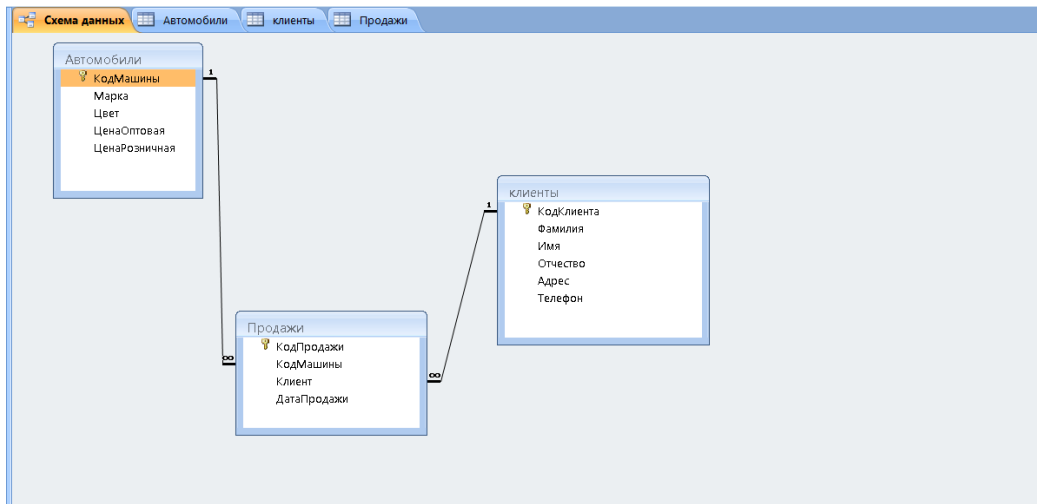 Схема данных Автомобили клиенты Продажи
Автомобили
КодМашины
Марка
Цвет
ЦенаОптовая
ЦенаРозничная
1
клиенты
КодКлиента
Фамилия
Имя
Отчество
Адрес
Телефон
1
Продажи
КодПродажи
КодМашины
Клиент
ДатаПродажи
∞
∞